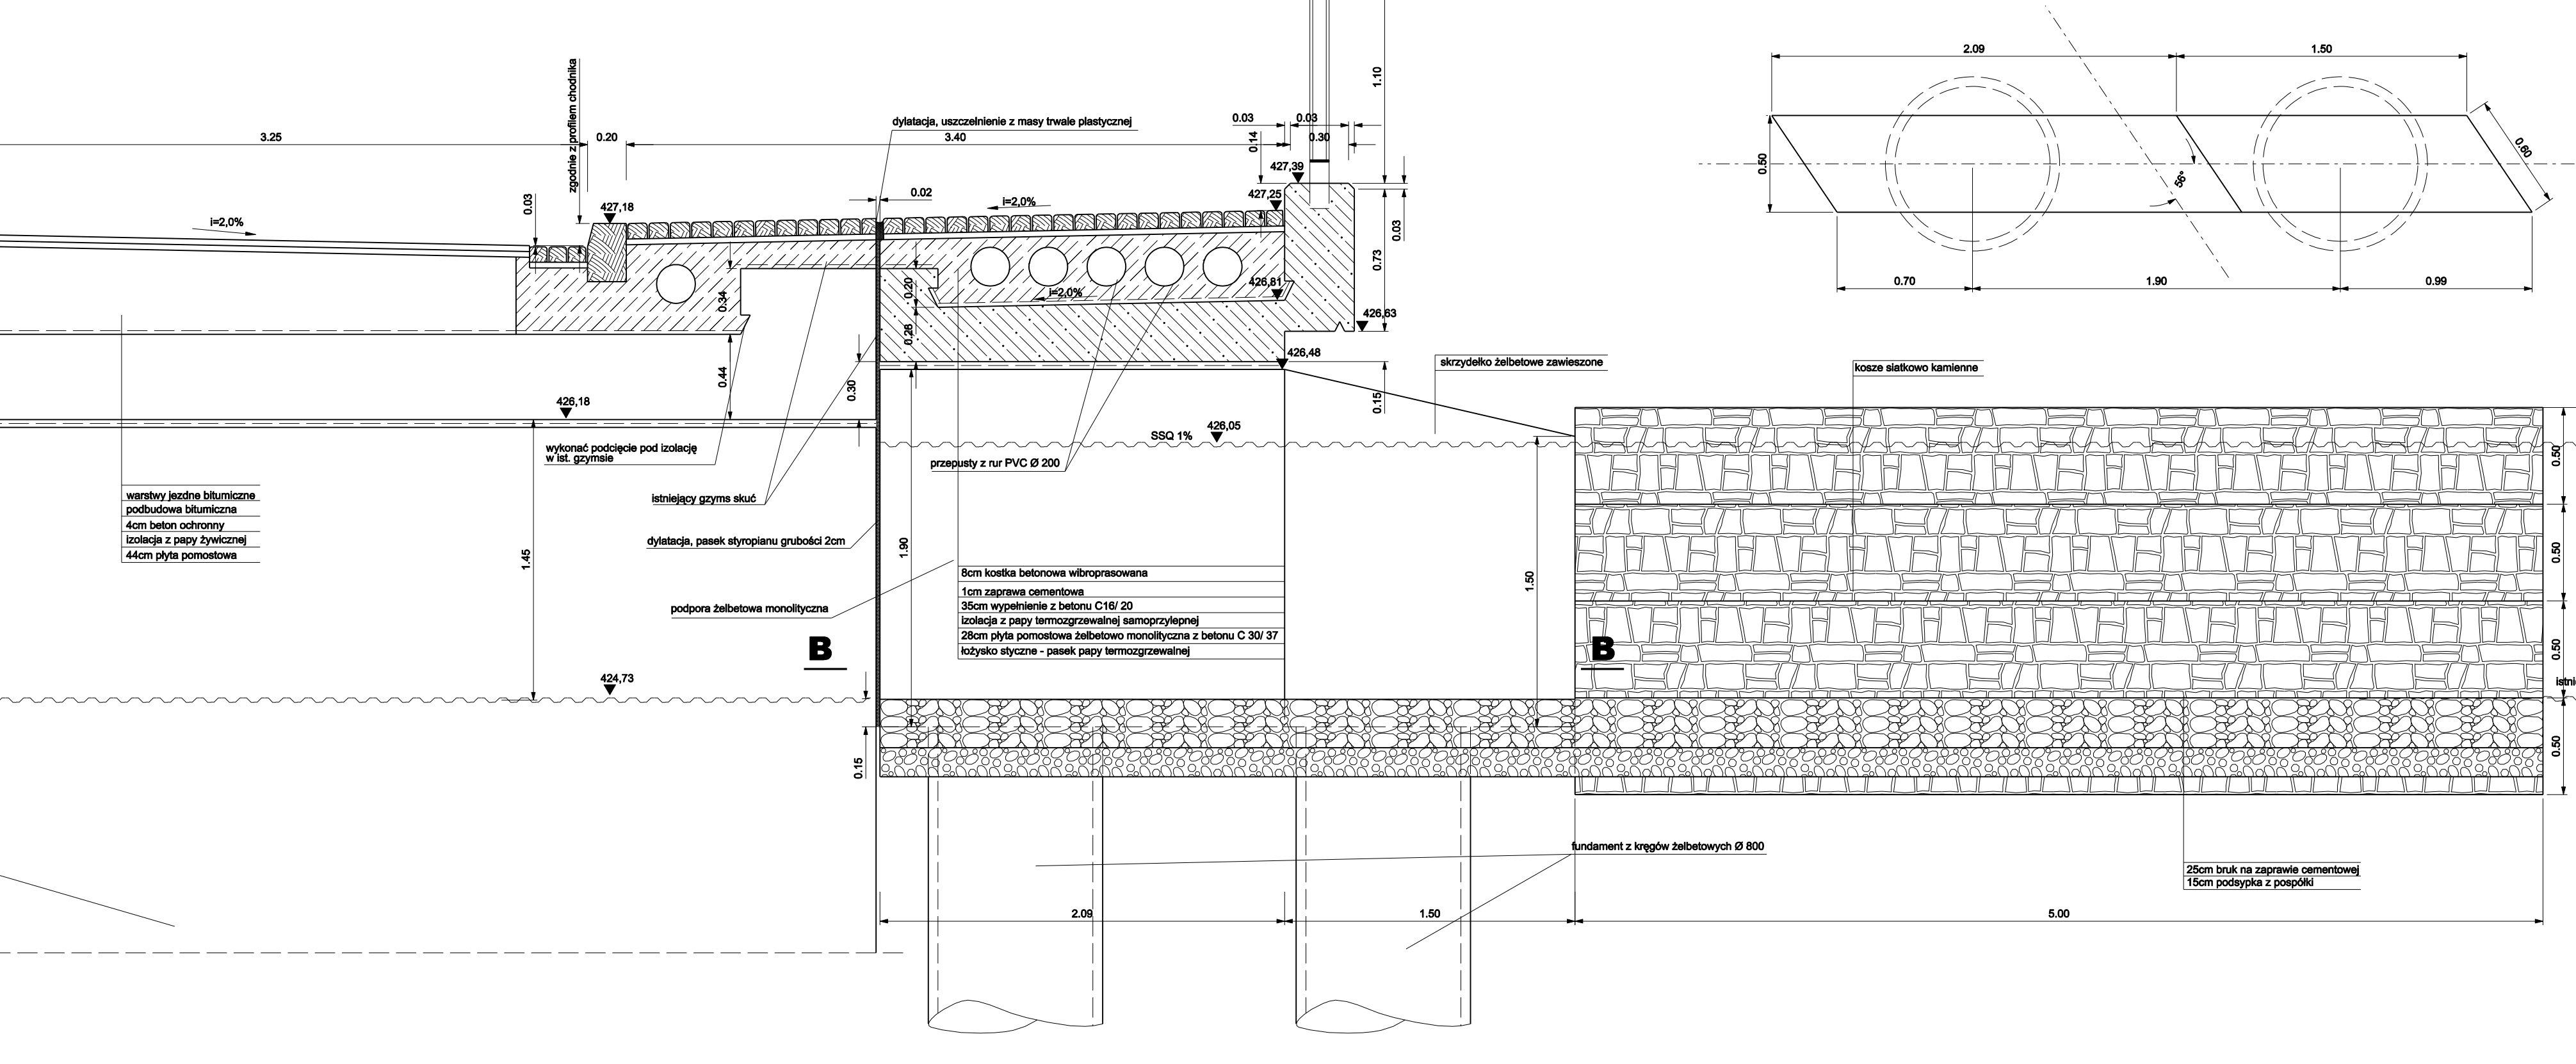 3.25
zgodnie z profilem chodnika
0.20
3.40
dylatacja, uszczelnienie z masy trwale plastycznej
0.03
0.03
0.30
0.14
1.10
427,39
427,25
427,18
0.03
i=2,0%
0.02
i=2,0%
0.03
0.73
0.34
0.20
i=2,0%
426,81
0.28
426,63
426,48
0.44
0.30
0.15
426,18
426,05
SSQ 1%
skrzydełko żelbetowe zawieszone
kosze siatkowo kamienne
wykonać podcięcie pod izolację
w ist. gzymsie
przepusty z rur PVC Ø 200
istniejący gzyms skuć
warstwy jezdne bitumiczne
podbudowa bitumiczna
4cm beton ochronny
izolacja z papy żywicznej
44cm płyta pomostowa
dylatacja, pasek styropianu grubości 2cm
1.45
1.90
1.50
8cm kostka betonowa wibroprasowana
1cm zaprawa cementowa
35cm wypełnienie z betonu C16/ 20
izolacja z papy termozgrzewalnej samoprzylepnej
28cm płyta pomostowa żelbetowo monolityczna z betonu C 30/ 37
łożysko styczne - pasek papy termozgrzewalnej
podpora żelbetowa monolityczna
B
B
424,73
0.15
0.50
0.50
0.50
0.50
istni
fundament z kręgów żelbetowych Ø 800
25cm bruk na zaprawie cementowej
15cm podsypka z pospółki
2.09
1.50
5.00
2.09
1.50
0.50
0.60
56°
0.70
1.90
0.99